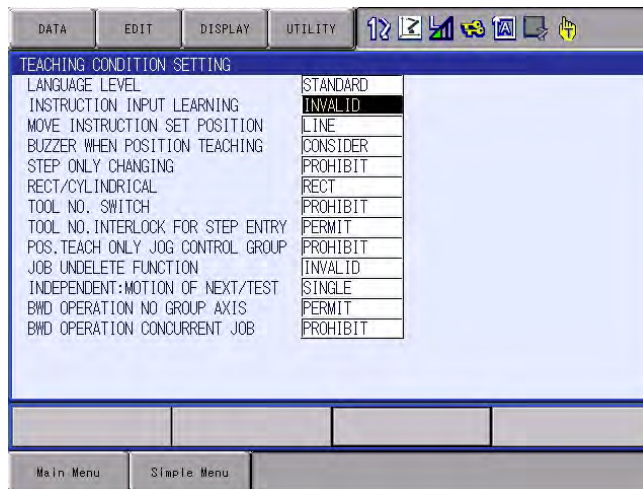 DATA EDIT DISPLAY UTILITY
TEACHING CONDITION SETTING
LANGUAGE LEVEL STANDARD
INSTRUCTION INPUT LEARNING INVALID
MOVE INSTRUCTION SET POSITION LINE
BUZZER WHEN POSITION TEACHING CONSIDER
STEP ONLY CHANGING PROHIBIT
RECT/CYLINDRICAL RECT
TOOL NO. SWITCH PROHIBIT
TOOL NO.INTERLOCK FOR STEP ENTRY PERMIT
POS.TEACH ONLY JOG CONTROL GROUP PROHIBIT
JOB UNDELETE FUNCTION INVALID
INDEPENDENT:MOTION OF NEXT/TEST SINGLE
BWD OPERATION NO GROUP AXIS PERMIT
BWD OPERATION CONCURRENT JOB PROHIBIT
Main Menu Simple Menu